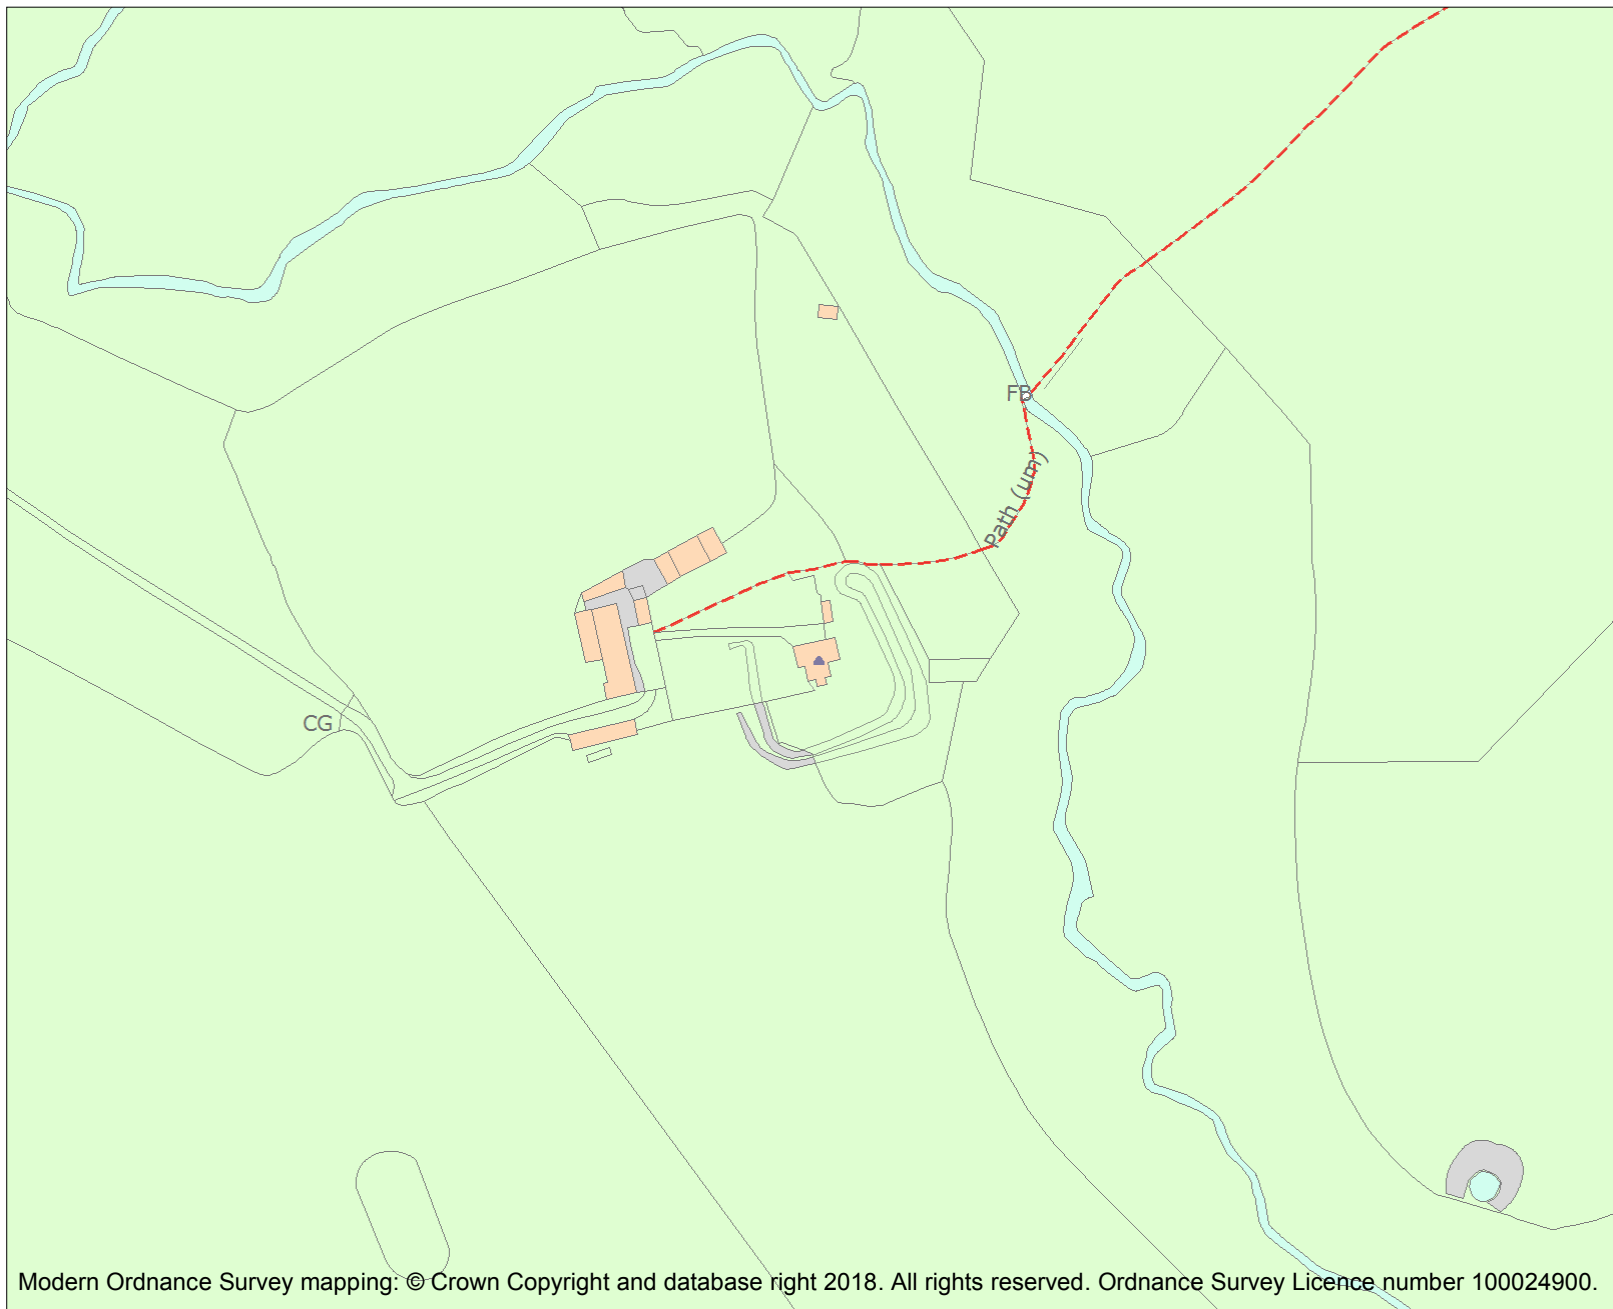 FB
Path (um)
CG
Modern Ordnance Survey mapping: © Crown Copyright and database right 2018. All rights reserved. Ordnance Survey Licence number 100024900.